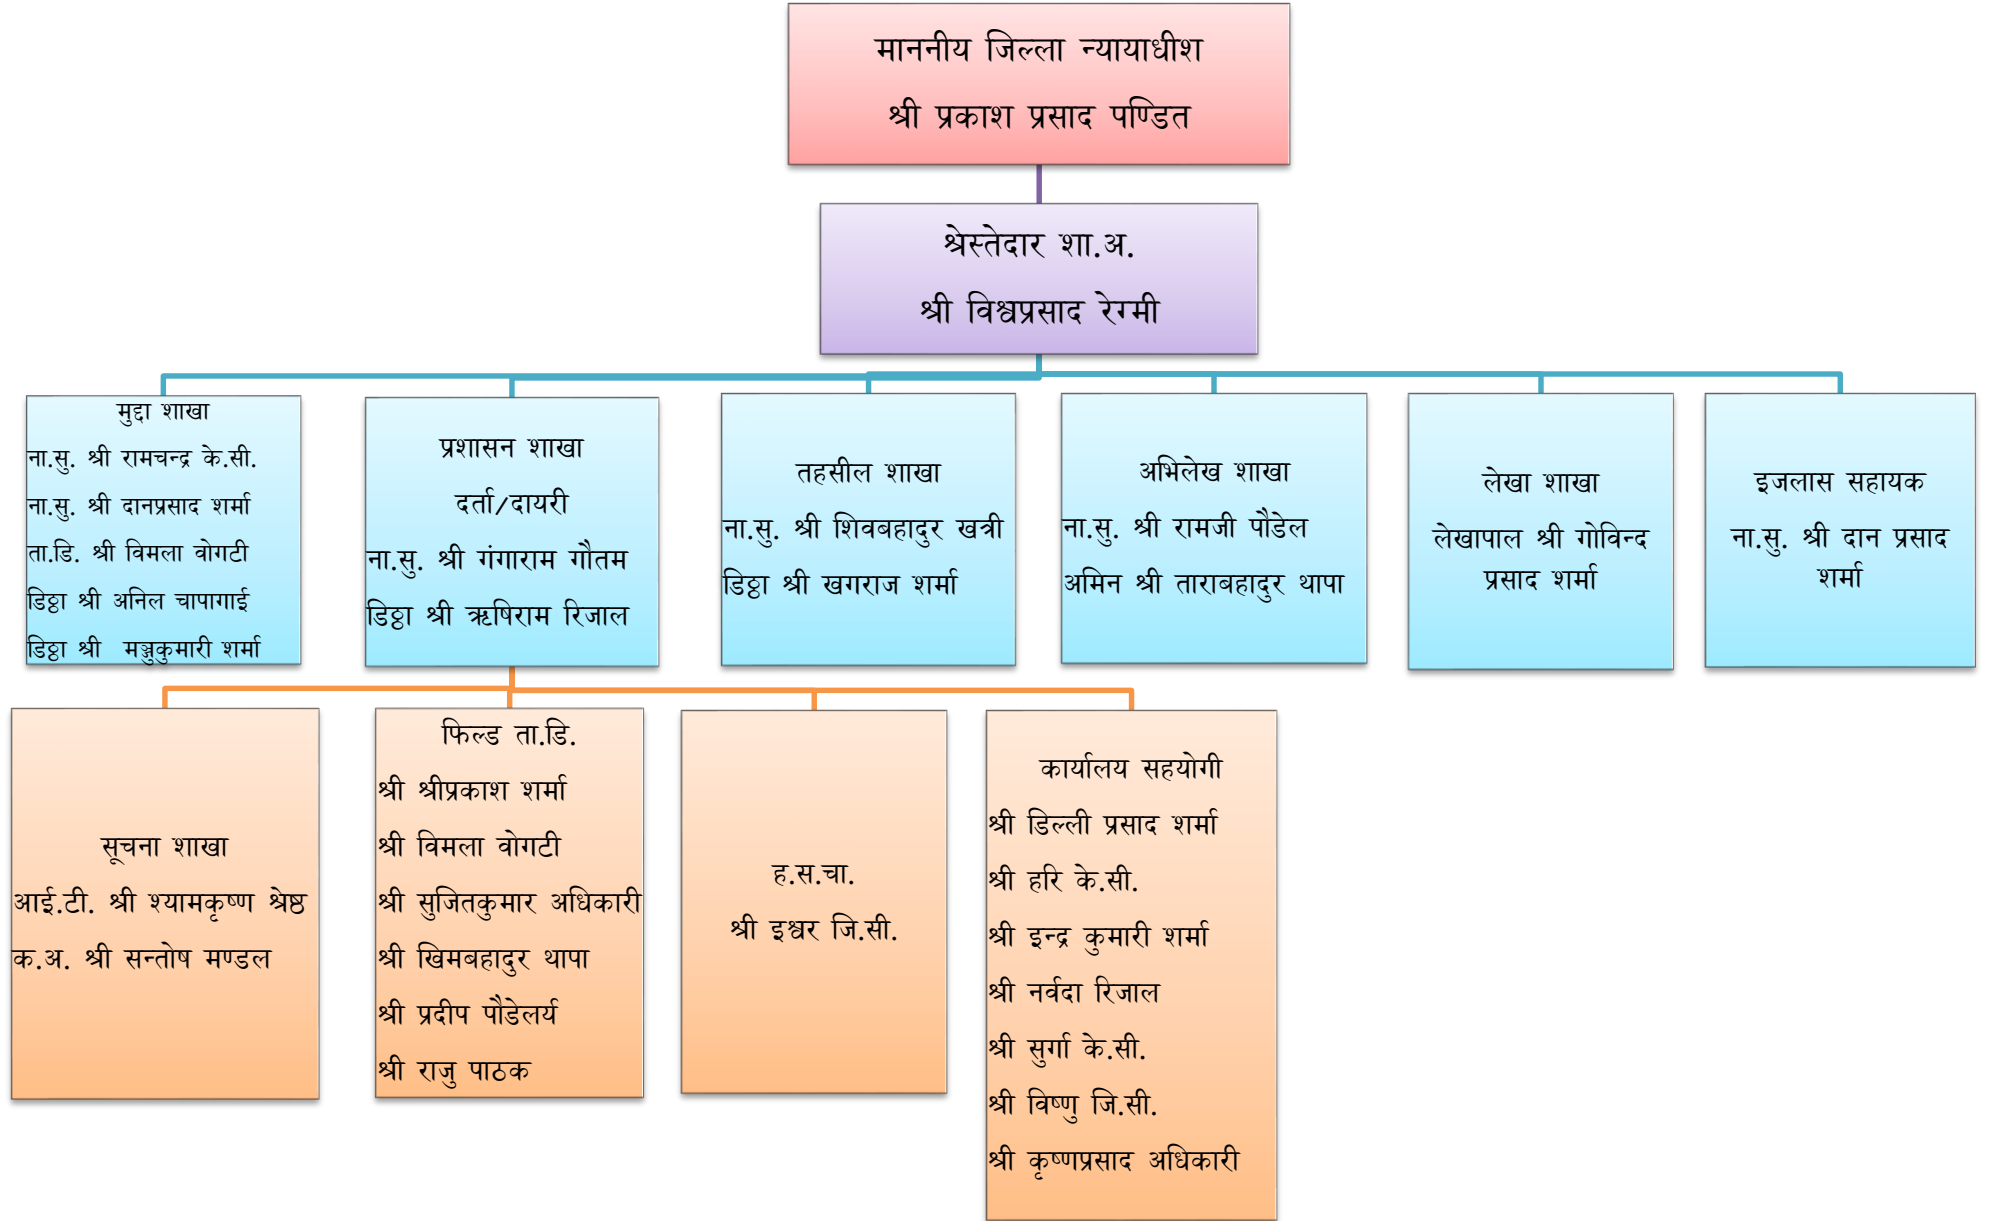 माननीय जिल्ला न्यायाधीश
श्री प्रकाश प्रसाद पण्डित
श्रेस्तेदार शा.अ.
श्री विश्वप्रसाद रेग्मी
मुद्दा शाखा
ना.सु. श्री रामचन्द्र के.सी.
ना.सु. श्री दानप्रसाद शर्मा
ता.डि. श्री विमला वोगटी
डिठ्ठा श्री अनिल चापागाई
डिठ्ठा श्री मञ्जुकुमारी शर्मा
प्रशासन शाखा
दर्ता/दायरी
ना.सु. श्री गंगाराम गौतम
डिठ्ठा श्री ऋषिराम रिजाल
तहसील शाखा
ना.सु. श्री शिवबहादुर खत्री
डिठ्ठा श्री खगराज शर्मा
अभिलेख शाखा
ना.सु. श्री रामजी पौडेल
अमिन श्री ताराबहादुर थापा
लेखा शाखा
लेखापाल श्री गोविन्द
प्रसाद शर्मा
इजलास सहायक
ना.सु. श्री दान प्रसाद
शर्मा
सूचना शाखा
आई.टी. श्री श्यामकृष्ण श्रेष्ठ
क.अ. श्री सन्तोष मण्डल
फिल्ड ता.डि.
श्री श्रीप्रकाश शर्मा
श्री विमला वोगटी
श्री सुजितकुमार अधिकारी
श्री खिमबहादुर थापा
श्री प्रदीप पौडेलर्य
श्री राजु पाठक
ह.स.चा.
श्री इश्वर जि.सी.
कार्यालय सहयोगी
श्री डिल्ली प्रसाद शर्मा
श्री हरि के.सी.
श्री इन्द्र कुमारी शर्मा
श्री नर्वदा रिजाल
श्री सुर्गा के.सी.
श्री विष्णु जि.सी.
श्री कृष्णप्रसाद अधिकारी